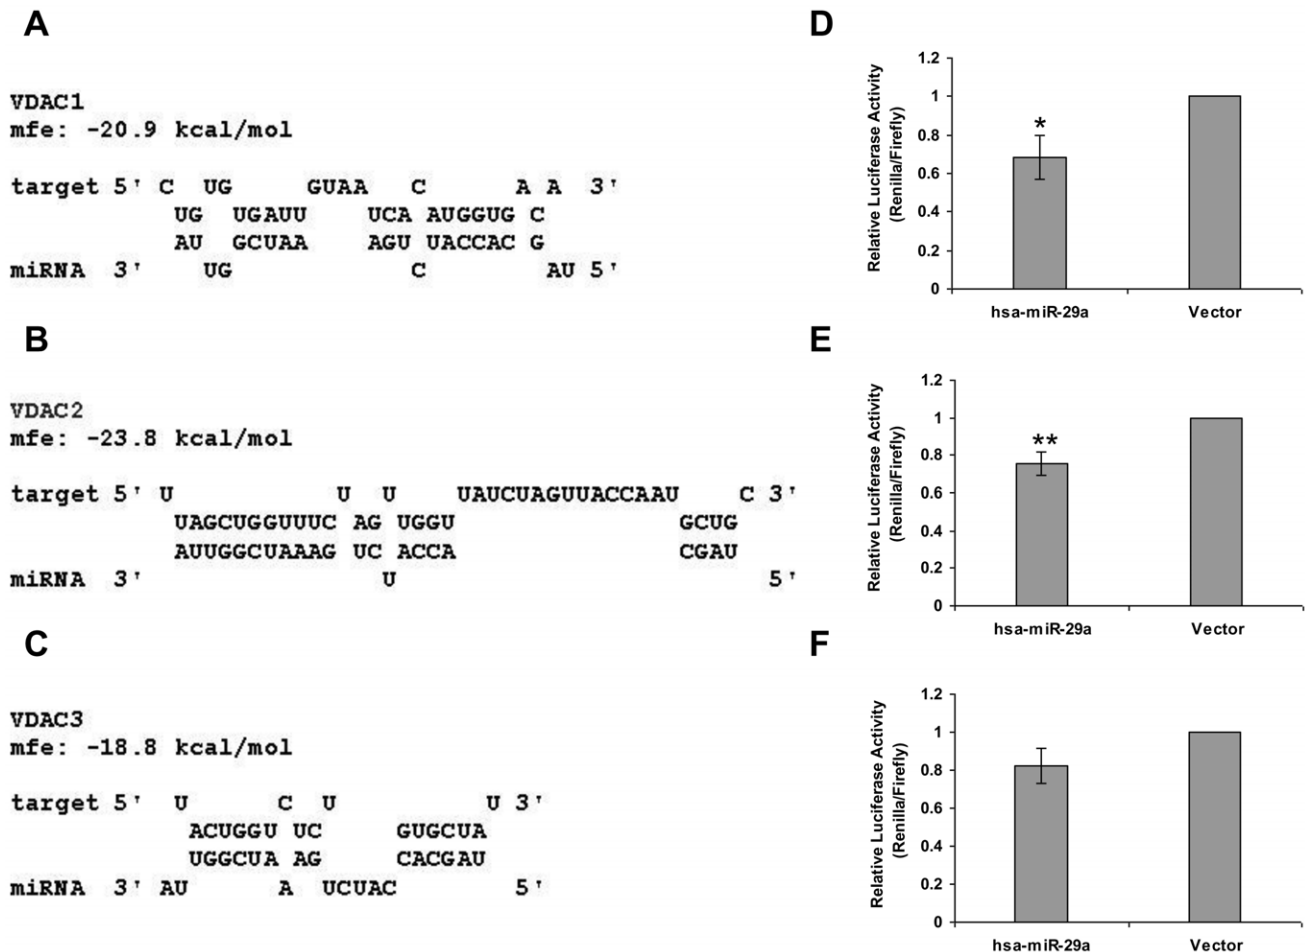 A
VDAC1
mfe: -20.9 kcal/mol
target 5' C UG GUAA C A A 3'
UG UGAUU UCA AUGGUG C
AU GCUAA AGU UACCAC G
miRNA 3' UG C AU 5'
B
VDAC2
mfe: -23.8 kcal/mol
target 5' U U U UAUCUAGUUACCAAU C 3'
UAGCUGGUUUC AG UGGU GCUG
AUUGGCUAAAG UC ACCA CGAU
miRNA 3' U 5'
C
VDAC3
mfe: -18.8 kcal/mol
target 5' U C U U 3'
ACUGGU UC GUGCUA
UGGCUA AG CACGAU
miRNA 3' AU A UCUAC 5'
D
Relative Luciferase Activity
(Renilla/Firefly)
1.2
1
0.8
0.6
0.4
0.2
0
*
hsa-miR-29a Vector
E
Relative Luciferase Activity
(Renilla/Firefly)
1.2
1
0.8
0.6
0.4
0.2
0
**
hsa-miR-29a Vector
F
Relative Luciferase Activity
(Renilla/Firefly)
1.2
1
0.8
0.6
0.4
0.2
0
hsa-miR-29a Vector